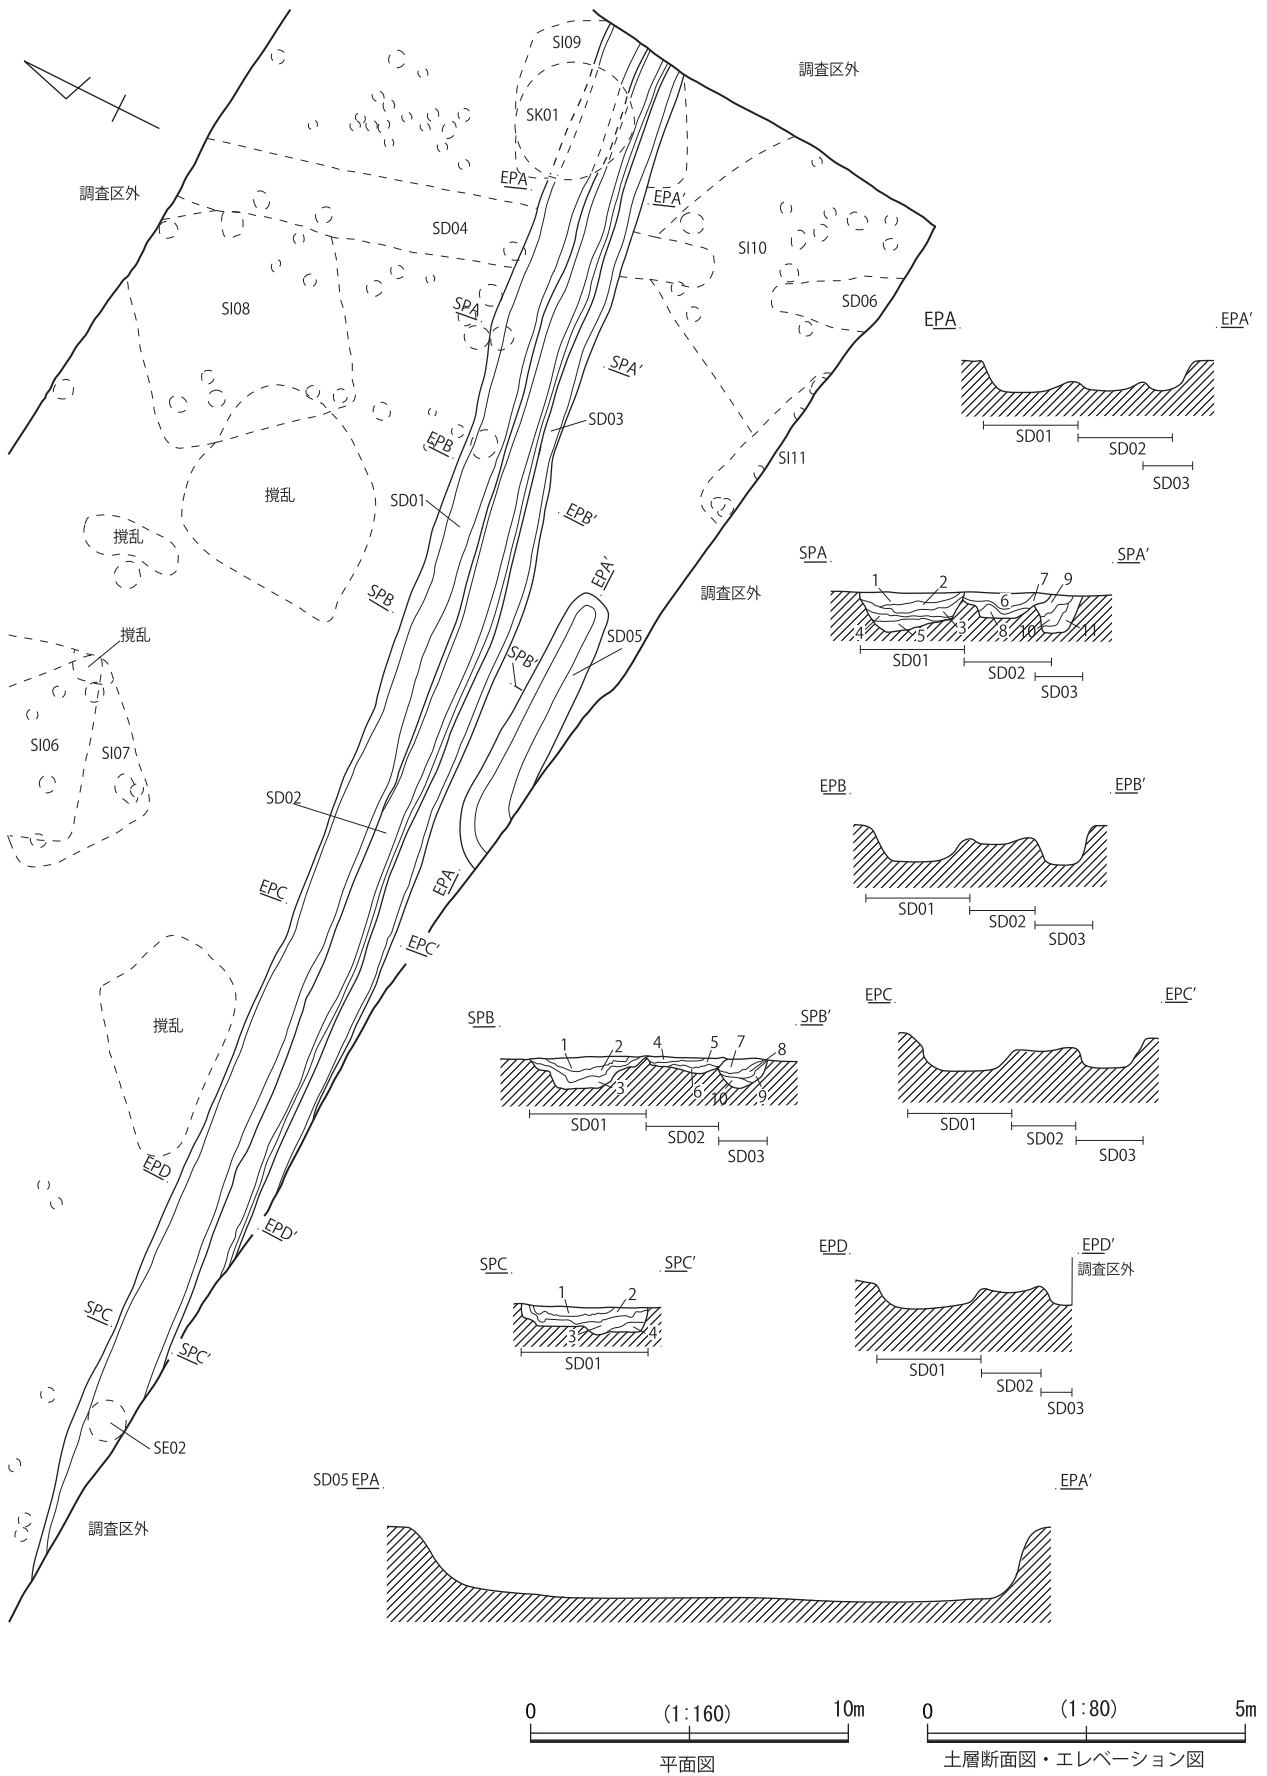 SI09
調査区外
SK01
EPA
EPA′
調査区外
SD04
SI10
SI08
SD06
SPA
SPA′
EPA
EPA′
SD01
SD02
SD03
SD03
EPB
SI11
SD01
EPB′
撹乱
撹乱
調査区外
SPB
EPA′
SD05
SPB′
撹乱
SPA
SPA′
1
2
7
9
6
4
5
3
8
10
11
SD01
SD02
SD03
SI06
SI07
SD02
EPB
EPB′
SD01
SD02
SD03
EPC
EPA
EPC′
撹乱
EPC
EPC′
SD01
SD02
SD03
SPB
SPB′
1
2
4
5
7
8
3
6
10
9
SD01
SD02
SD03
EPD
EPD′
SPC
SPC′
SPC
SPC′
1
2
3
4
SD01
EPD
EPD′
調査区外
SD01
SD02
SD03
SE02
調査区外
SD05 EPA
EPA′
0
(1:160)
10m
平面図
0
(1:80)
5m
土層断面図・エレベーション図